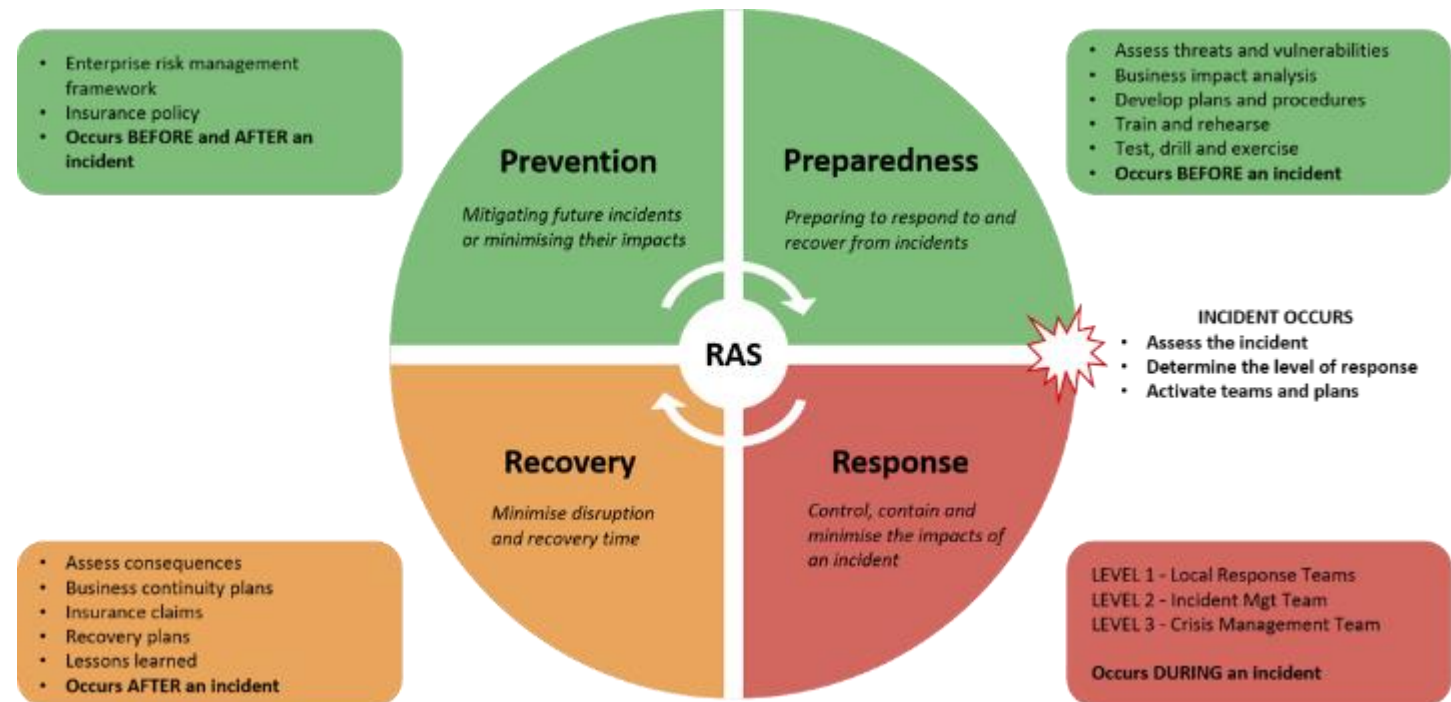 • Enterprise risk management
framework
• Insurance policy
• Occurs BEFORE and AFTER an
incident
Prevention
Mitigating future incidents
or minimising their impacts
Preparedness
Preparing to respond to and
recover from incidents
• Assess threats and vulnerabilities
• Business impact analysis
• Develop plans and procedures
• Train and rehearse
• Test, drill and exercise
• Occurs BEFORE an incident
RAS
INCIDENT OCCURS
• Assess the incident
• Determine the level of response
• Activate teams and plans
Recovery
Minimise disruption
and recovery time
Response
Control, contain and
minimise the impacts of
an incident
• Assess consequences
• Business continuity plans
• Insurance claims
• Recovery plans
• Lessons learned
• Occurs AFTER an incident
LEVEL 1 - Local Response Teams
LEVEL 2 - Incident Mgt Team
LEVEL 3 - Crisis Management Team
Occurs DURING an incident